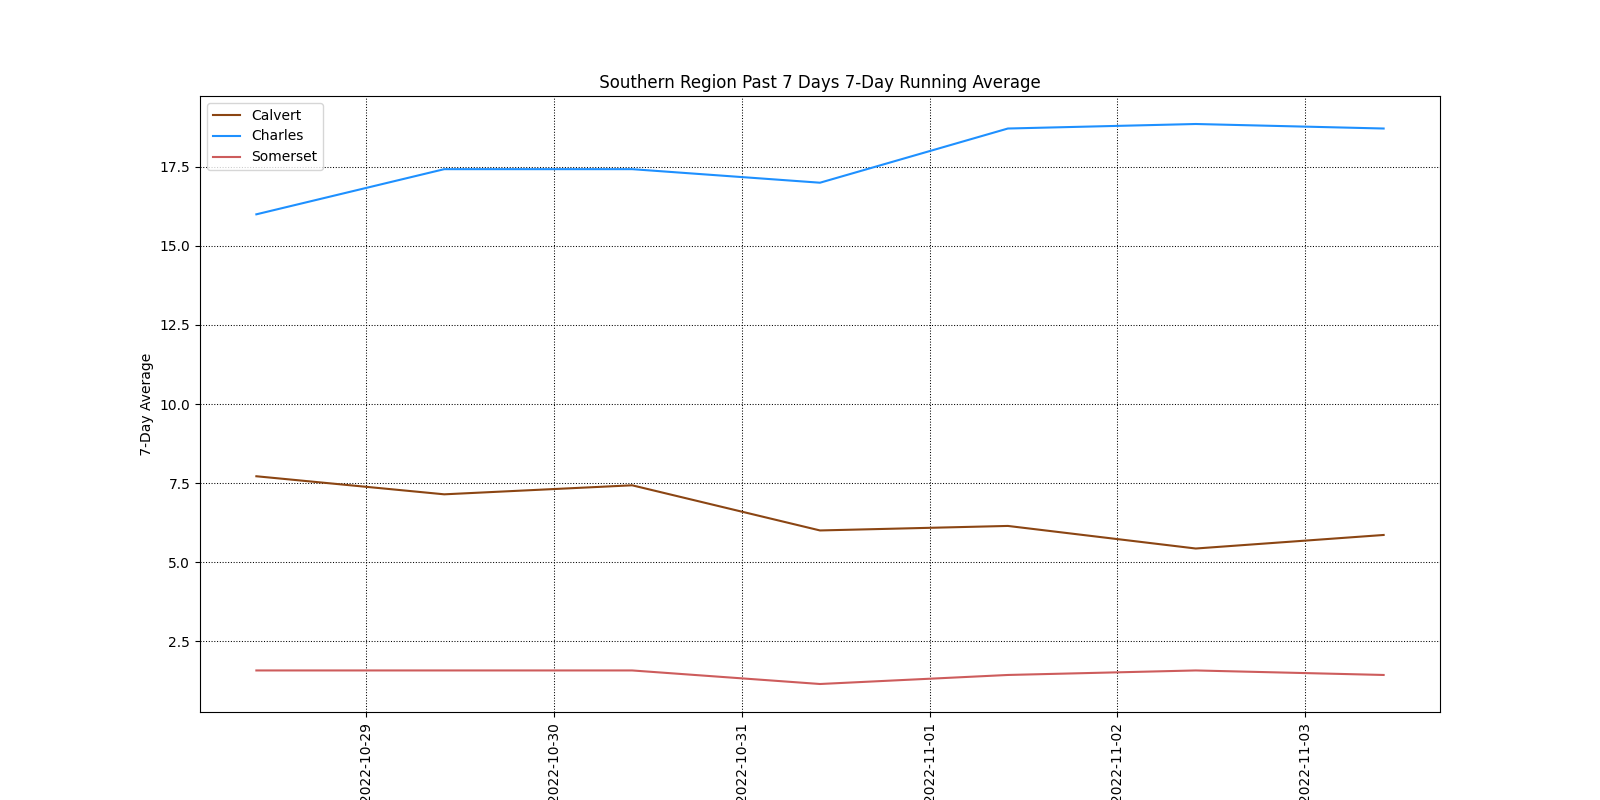 Southern Region Past 7 Days 7-Day Running Average
Calvert
Charles
Somerset
17.5
15.0
12.5
10.0
7.5
5.0
2.5
7-Day Average
2022-10-29
2022-10-30
2022-10-31
2022-11-01
2022-11-02
2022-11-03